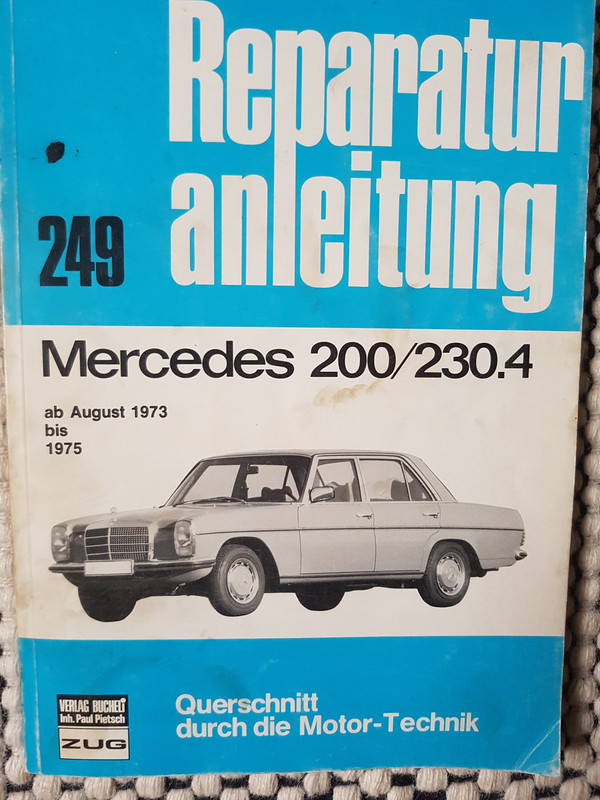 Reparatur
anleitung
249
Mercedes 200/230.4
ab August 1973
bis
1975
VERLAG BUCHELI
Inh. Paul Pietsch
ZUG
Querschnitt
durch die Motor-Technik